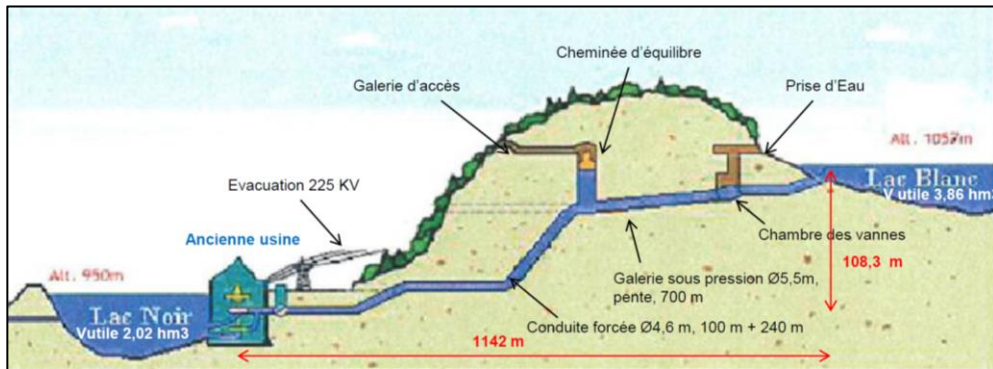 Cheminée d'équilibre
Galerie d'accès
Prise d'Eau
Alt. 1057m
Lac Blanc
V utile 3,86 hm3
Evacuation 225 KV
Ancienne usine
Chambre des vannes
Alt. 950m
108,3 m
Galerie sous pression Ø5,5m,
pente, 700 m
Lac Noir
Vutile 2,02 hm3
Conduite forcée Ø4,6 m, 100 m + 240 m
1142 m